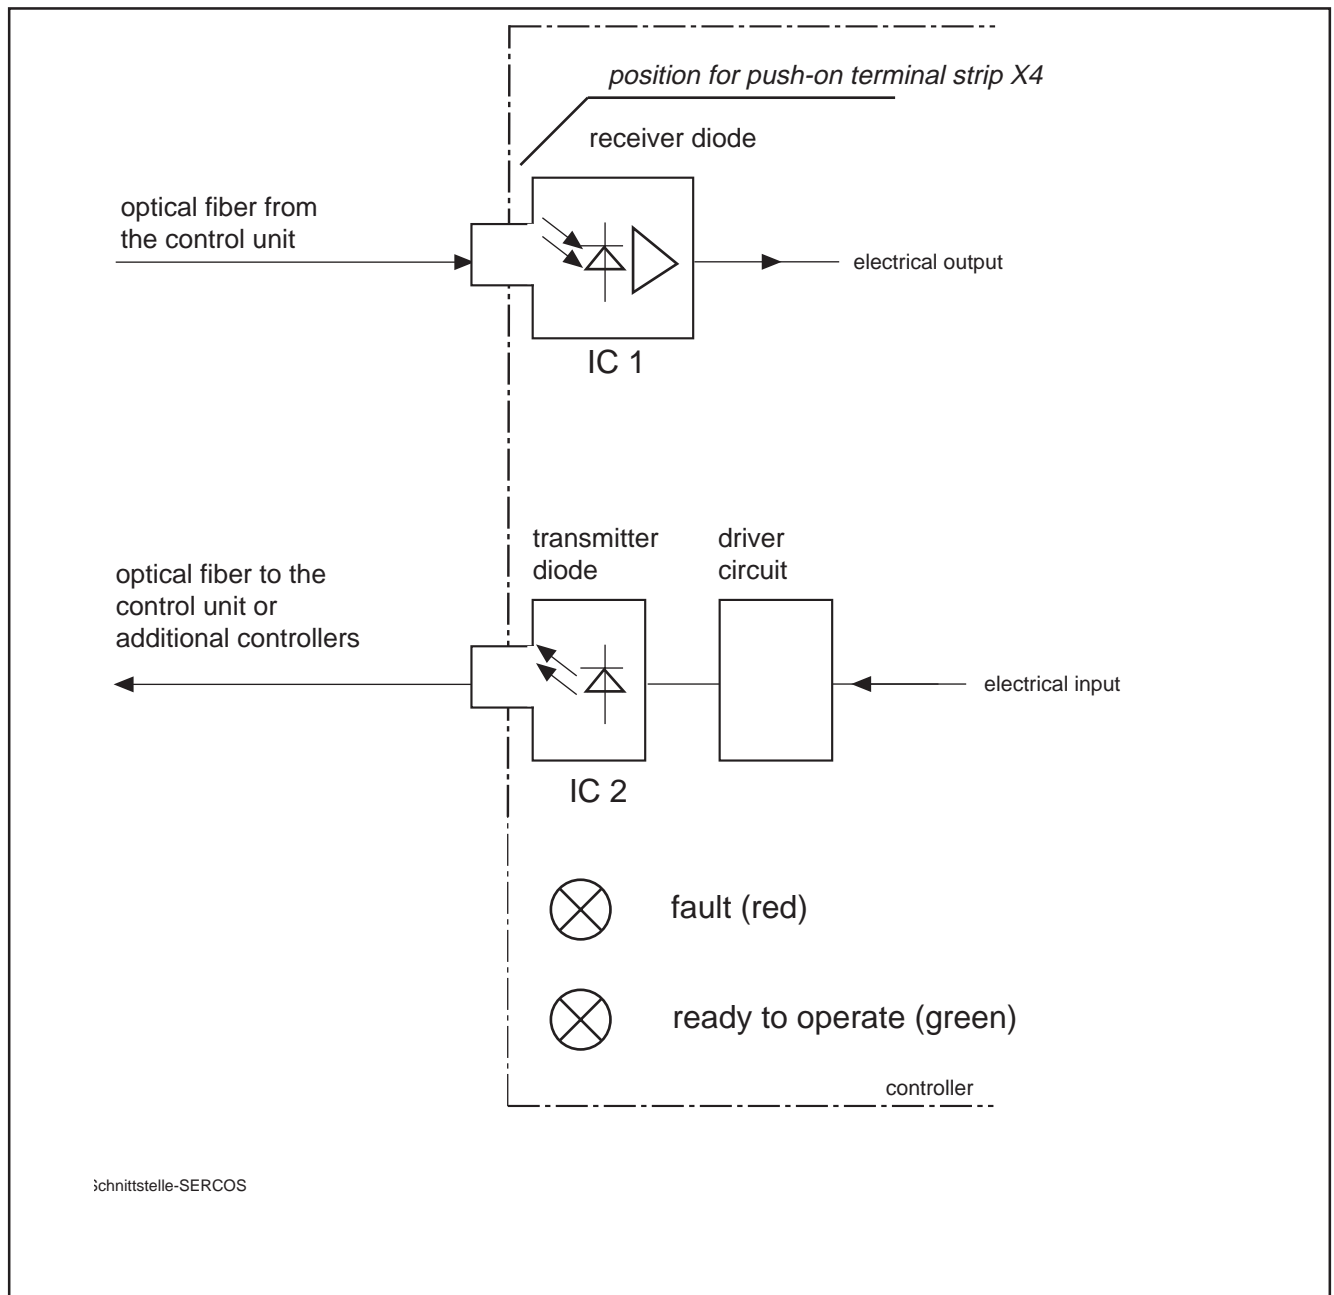 position for push-on terminal strip X4
receiver diode
optical fiber from
the control unit
electrical output
IC 1
transmitter
diode
driver
circuit
optical fiber to the
control unit or
additional controllers
electrical input
IC 2
fault (red)
ready to operate (green)
controller
chnittstelle-SERCOS